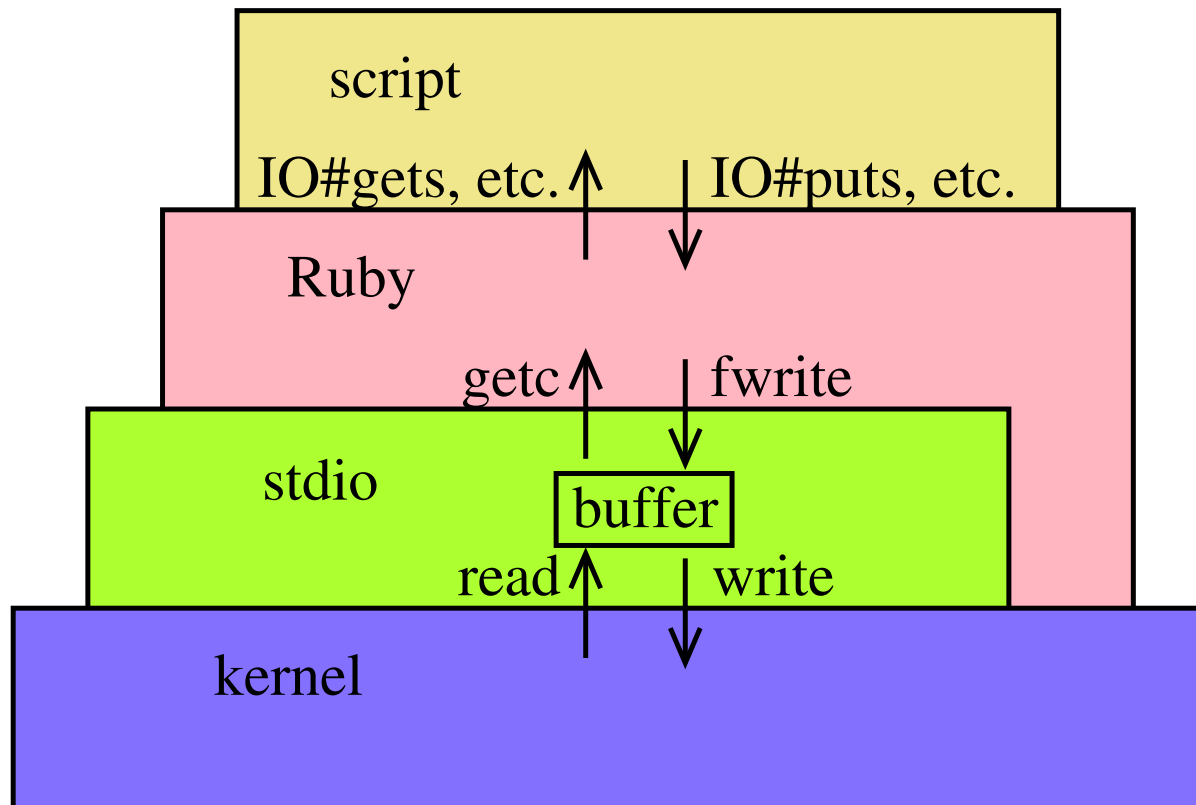 script
IO#gets, etc. IO#puts, etc.
Ruby
getc fwrite
stdio
buffer
read write
kernel